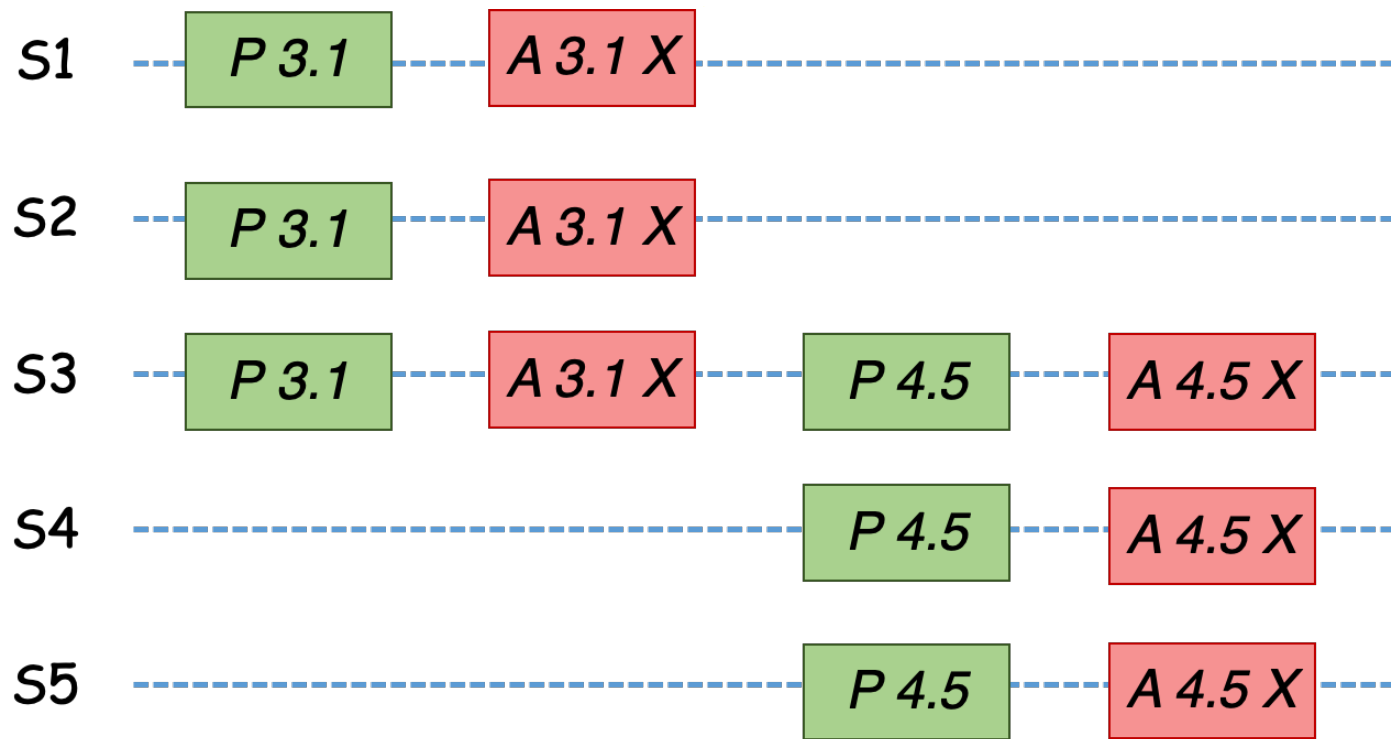 S1 P 3.1 A 3.1 X
S2 P 3.1 A 3.1 X
S3 P 3.1 A 3.1 X P 4.5 A 4.5 X
S4 P 4.5 A 4.5 X
S5 P 4.5 A 4.5 X